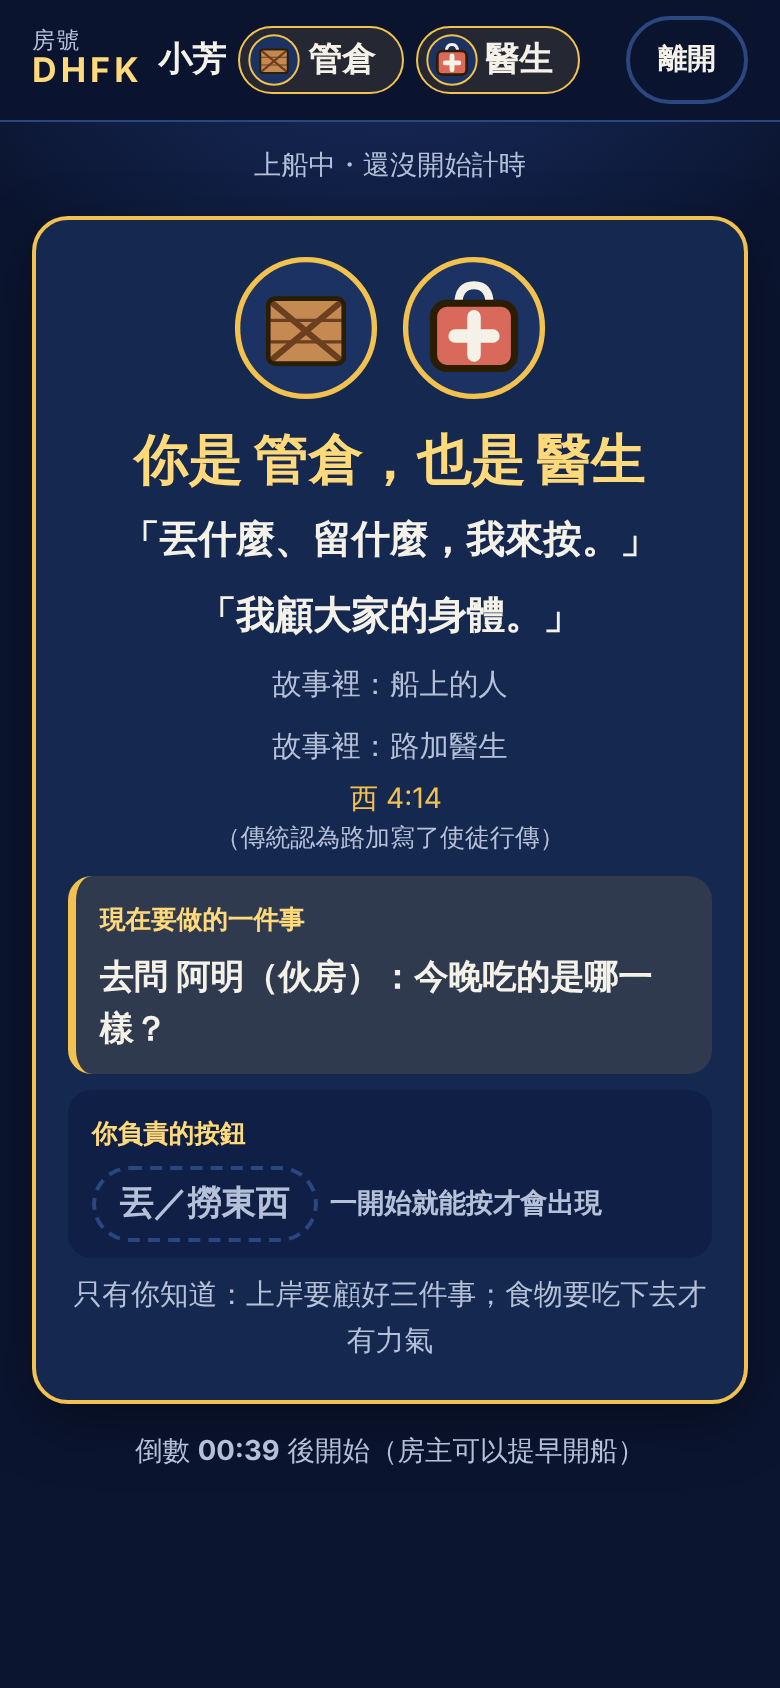 房號
DHFK 小芳 管倉 醫生 離開
上船中・還沒開始計時
你是 管倉，也是 醫生
「丟什麼、留什麼，我來按。」
「我顧大家的身體。」
故事裡：船上的人
故事裡：路加醫生
西 4:14
（傳統認為路加寫了使徒行傳）
現在要做的一件事
去問 阿明（伙房）：今晚吃的是哪一
樣？
你負責的按鈕
丟／撈東西 一開始就能按才會出現
只有你知道：上岸要顧好三件事；食物要吃下去才
有力氣
倒數 00:39 後開始（房主可以提早開船）